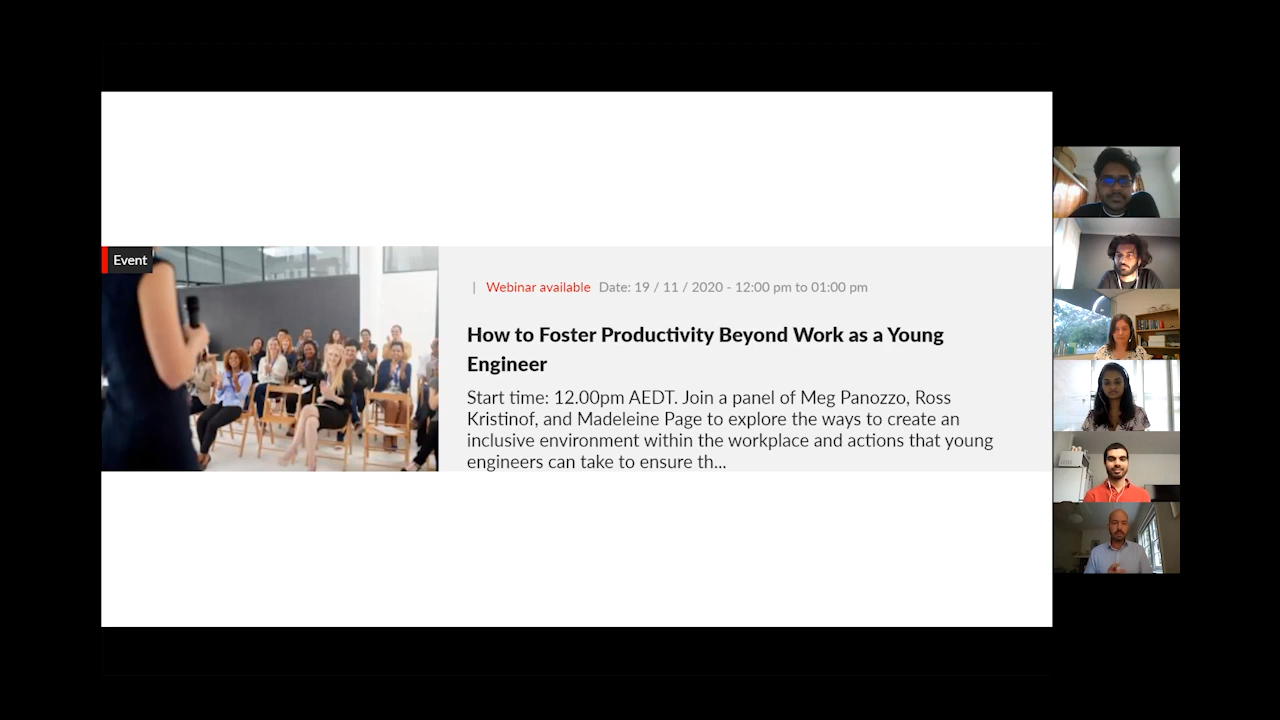 Event
| Webinar available Date: 19 / 11 / 2020 - 12:00 pm to 01:00 pm
How to Foster Productivity Beyond Work as a Young
Engineer
Start time: 12.00pm AEDT. Join a panel of Meg Panozzo, Ross
Kristinof, and Madeleine Page to explore the ways to create an
inclusive environment within the workplace and actions that young
engineers can take to ensure th...